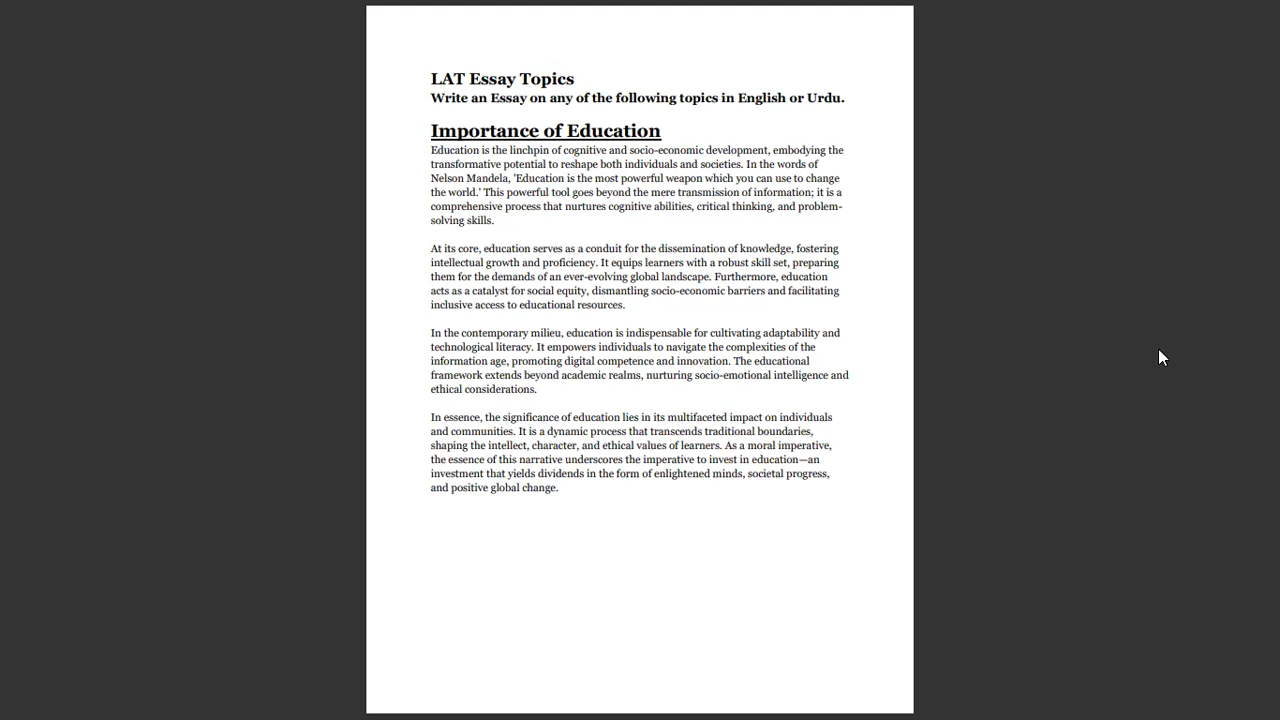 LAT Essay Topics
Write an Essay on any of the following topics in English or Urdu.
Importance of Education
Education is the linchpin of cognitive and socio-economic development, embodying the
transformative potential to reshape both individuals and societies. In the words of
Nelson Mandela, 'Education is the most powerful weapon which you can use to change
the world.' This powerful tool goes beyond the mere transmission of information; it is a
comprehensive process that nurtures cognitive abilities, critical thinking, and problem-
solving skills.
At its core, education serves as a conduit for the dissemination of knowledge, fostering
intellectual growth and proficiency. It equips learners with a robust skill set, preparing
them for the demands of an ever-evolving global landscape. Furthermore, education
acts as a catalyst for social equity, dismantling socio-economic barriers and facilitating
inclusive access to educational resources.
In the contemporary milieu, education is indispensable for cultivating adaptability and
technological literacy. It empowers individuals to navigate the complexities of the
information age, promoting digital competence and innovation. The educational
framework extends beyond academic realms, nurturing socio-emotional intelligence and
ethical considerations.
In essence, the significance of education lies in its multifaceted impact on individuals
and communities. It is a dynamic process that transcends traditional boundaries,
shaping the intellect, character, and ethical values of learners. As a moral imperative,
the essence of this narrative underscores the imperative to invest in education—an
investment that yields dividends in the form of enlightened minds, societal progress,
and positive global change.